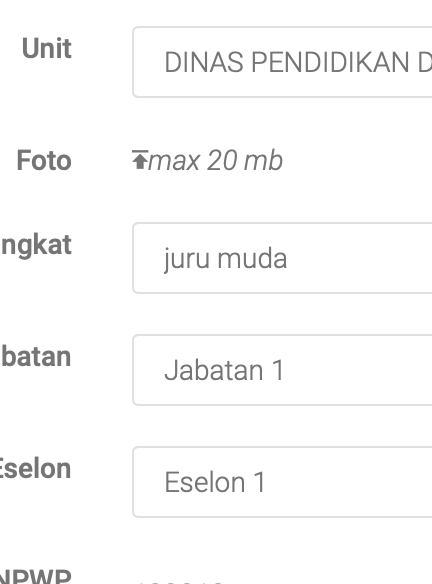 Unit
DINAS PENDIDIKAN D
Foto
max 20 mb
ngkat
juru muda
batan
Jabatan 1
Eselon
Eselon 1
NPWP